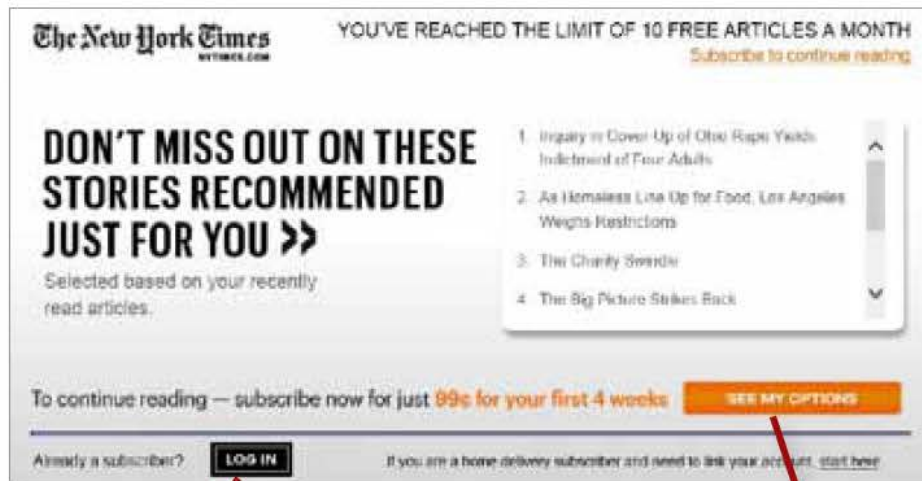 The New York Times
NYTIMES.COM
YOU'VE REACHED THE LIMIT OF 10 FREE ARTICLES A MONTH
Subscribe to continue reading
DON'T MISS OUT ON THESE
STORIES RECOMMENDED
JUST FOR YOU >>
Selected based on your recently
read articles.
1. Inquiry in Cover-Up of Ohio Rape Yields
Indictment of Four Adults
2. As Homeless Line Up for Food, Los Angeles
Weighs Restrictions
3. The Charity Swindle
4. The Big Picture Strikes Back
To continue reading — subscribe now for just 99¢ for your first 4 weeks
SEE MY OPTIONS
Already a subscriber?
LOG IN
If you are a home delivery subscriber and need to link your account, start here